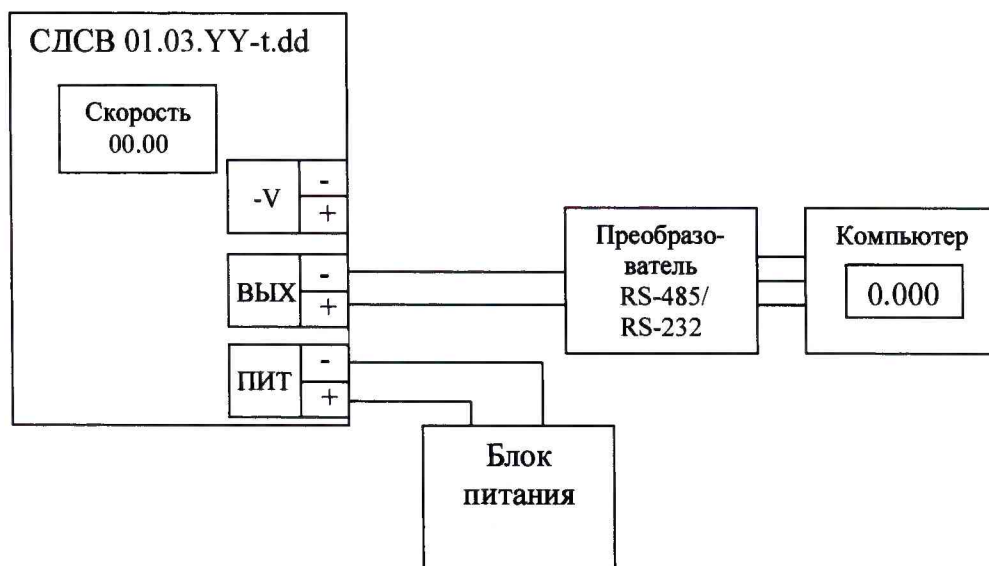 СДСВ 01.03.YY-t.dd
Скорость
00.00
-V
-
+
ВЫХ
-
+
ПИТ
-
+
Преобразо-
ватель
RS-485/
RS-232
Компьютер
0.000
Блок
питания